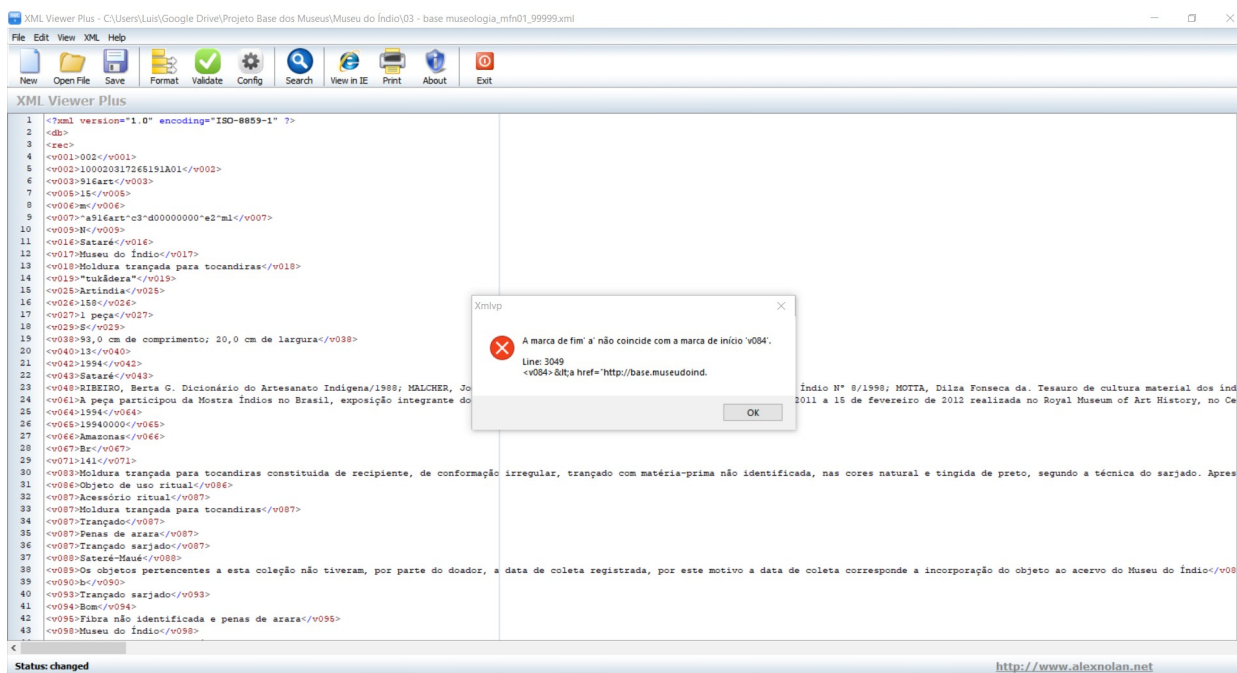 XML Viewer Plus - C:\Users\Luis\Google Drive\Projeto Base dos Museus\Museu do Índio\03 - base museologia_mfn01_99999.xml
File Edit View XML Help
New Open File Save Format Validate Config Search View in IE Print About Exit
XML Viewer Plus
1 <?xml version="1.0" encoding="ISO-8859-1" ?>
2 <db>
3 <rec>
4 <v001>002</v001>
5 <v002>100020317265191A01</v002>
6 <v003>916art</v003>
7 <v005>15</v005>
8 <v006>m</v006>
9 <v007>^a916art^c3^d00000000^e2^m1</v007>
10 <v009>N</v009>
11 <v016>Sataré</v016>
12 <v017>Museu do Índio</v017>
13 <v018>Moldura trançada para tocandiras</v018>
14 <v019>"tukãdera"</v019>
15 <v025>Artíndia</v025>
16 <v026>158</v026>
17 <v027>1 peça</v027>
18 <v029>S</v029>
19 <v038>93,0 cm de comprimento; 20,0 cm de largura</v038>
20 <v040>13</v040>
21 <v042>1994</v042>
22 <v043>Sataré</v043>
23 <v048>RIBEIRO, Berta G. Dicionário do Artesanato Indígena/1988; MALCHER, Jo Índio N° 8/1998; MOTTA, Dilza Fonseca da. Tesauro de cultura material dos índ
24 <v061>A peça participou da Mostra Índios no Brasil, exposição integrante do 2011 a 15 de fevereiro de 2012 realizada no Royal Museum of Art History, no Ce
25 <v064>1994</v064>
26 <v065>19940000</v065>
27 <v066>Amazonas</v066>
28 <v067>Br</v067>
29 <v071>141</v071>
30 <v083>Moldura trançada para tocandiras constituida de recipiente, de conformação irregular, trançado com matéria-prima não identificada, nas cores natural e tingida de preto, segundo a técnica do sarjado. Apres
31 <v086>Objeto de uso ritual</v086>
32 <v087>Acessório ritual</v087>
33 <v087>Moldura trançada para tocandiras</v087>
34 <v087>Trançado</v087>
35 <v087>Penas de arara</v087>
36 <v087>Trançado sarjado</v087>
37 <v088>Sateré-Maué</v088>
38 <v089>Os objetos pertencentes a esta coleção não tiveram, por parte do doador, a data de coleta registrada, por este motivo a data de coleta corresponde a incorporação do objeto ao acervo do Museu do Índio</v08
39 <v090>b</v090>
40 <v093>Trançado sarjado</v093>
41 <v094>Bom</v094>
42 <v095>Fibra não identificada e penas de arara</v095>
43 <v098>Museu do Índio</v098>
Xmlvp
A marca de fim' a' não coincide com a marca de início 'v084'.
Line: 3049
<v084>&lt;a href="http://base.museudoind.
OK
Status: changed
http://www.alexnolan.net